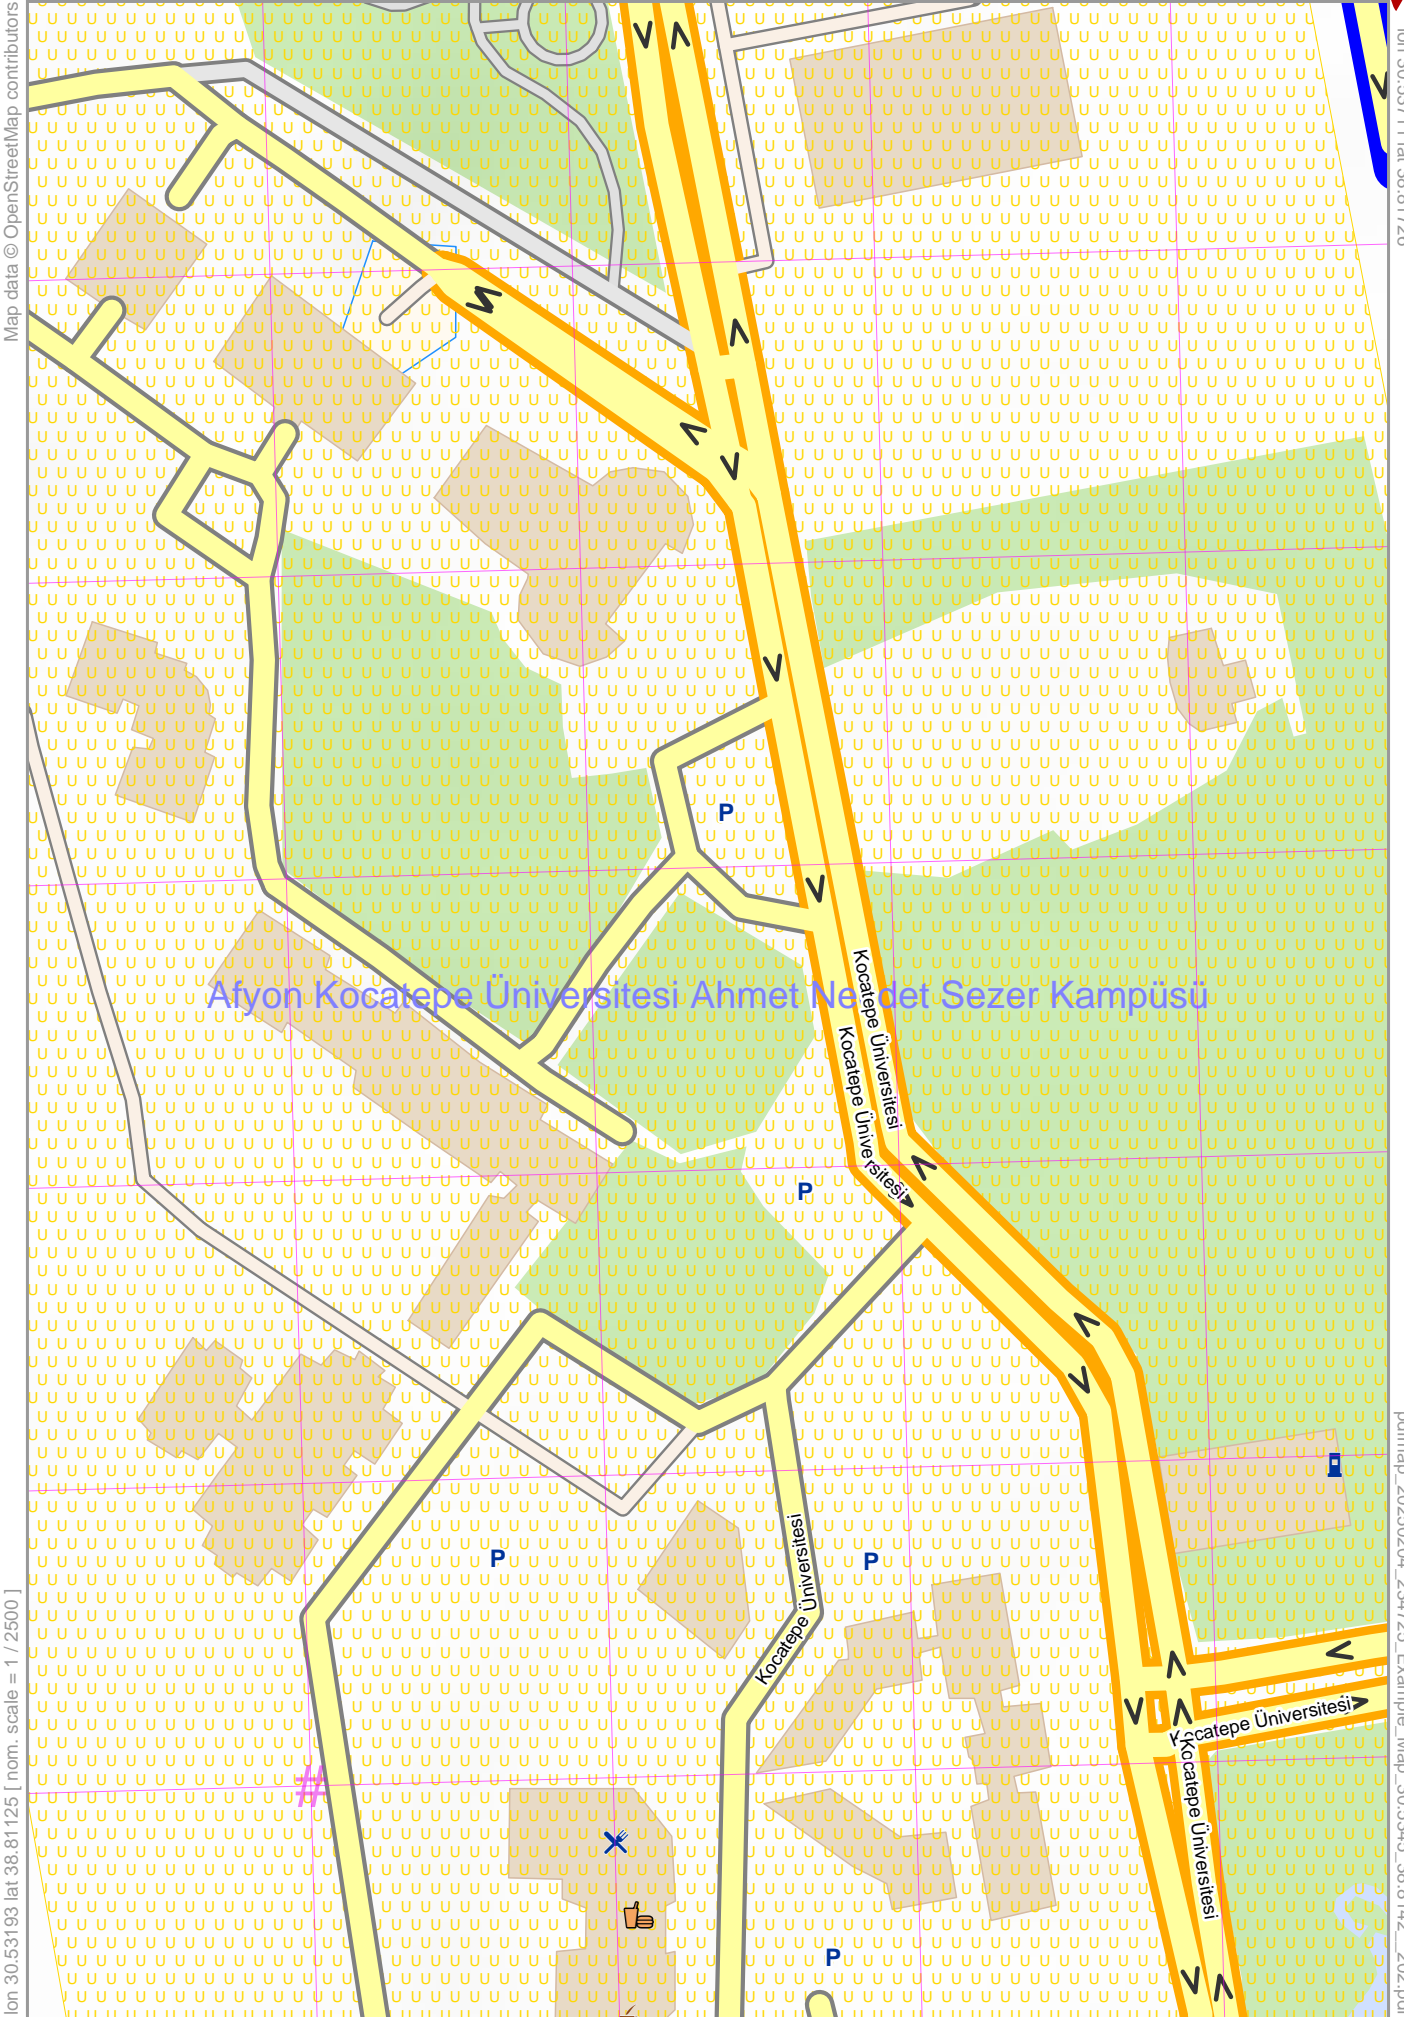 Map data © OpenStreetMap contributors
P
Afyon Kocatepe Üniversitesi Ahmet Necdet Sezer Kampüsü
Kocatepe Üniversitesi
Kocatepe Üniversitesi
P
Kocatepe Üniversitesi
P
P
Kocatepe Üniversitesi
Kocatepe Üniversitesi
#
P
lon 30.53193 lat 38.81125 [ nom. scale = 1 / 2500 ]